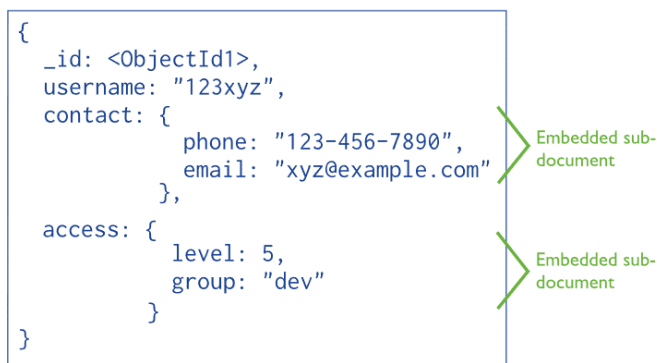 {
_id: <ObjectId1>,
username: "123xyz",
contact: {
phone: "123-456-7890",
email: "xyz@example.com"
},
access: {
level: 5,
group: "dev"
}
}
Embedded sub-
document
Embedded sub-
document